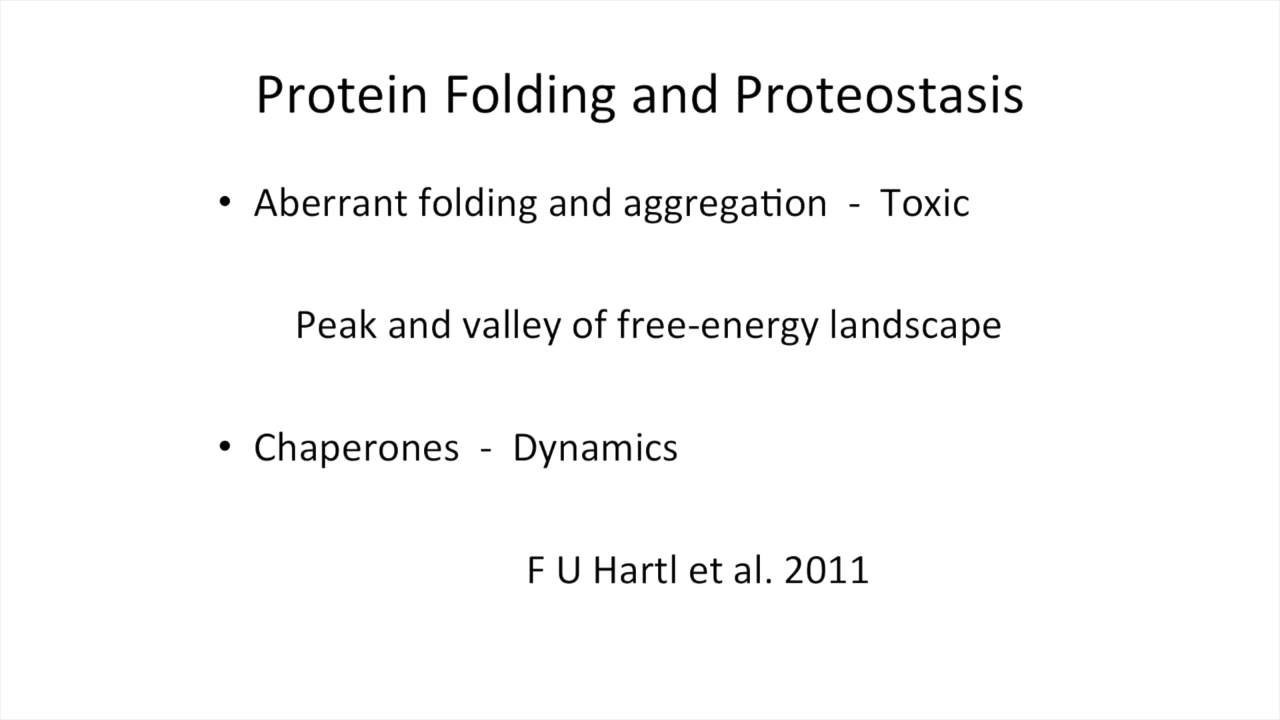 Protein Folding and Proteostasis
• Aberrant folding and aggregation - Toxic
Peak and valley of free-energy landscape
• Chaperones - Dynamics
F U Hartl et al. 2011